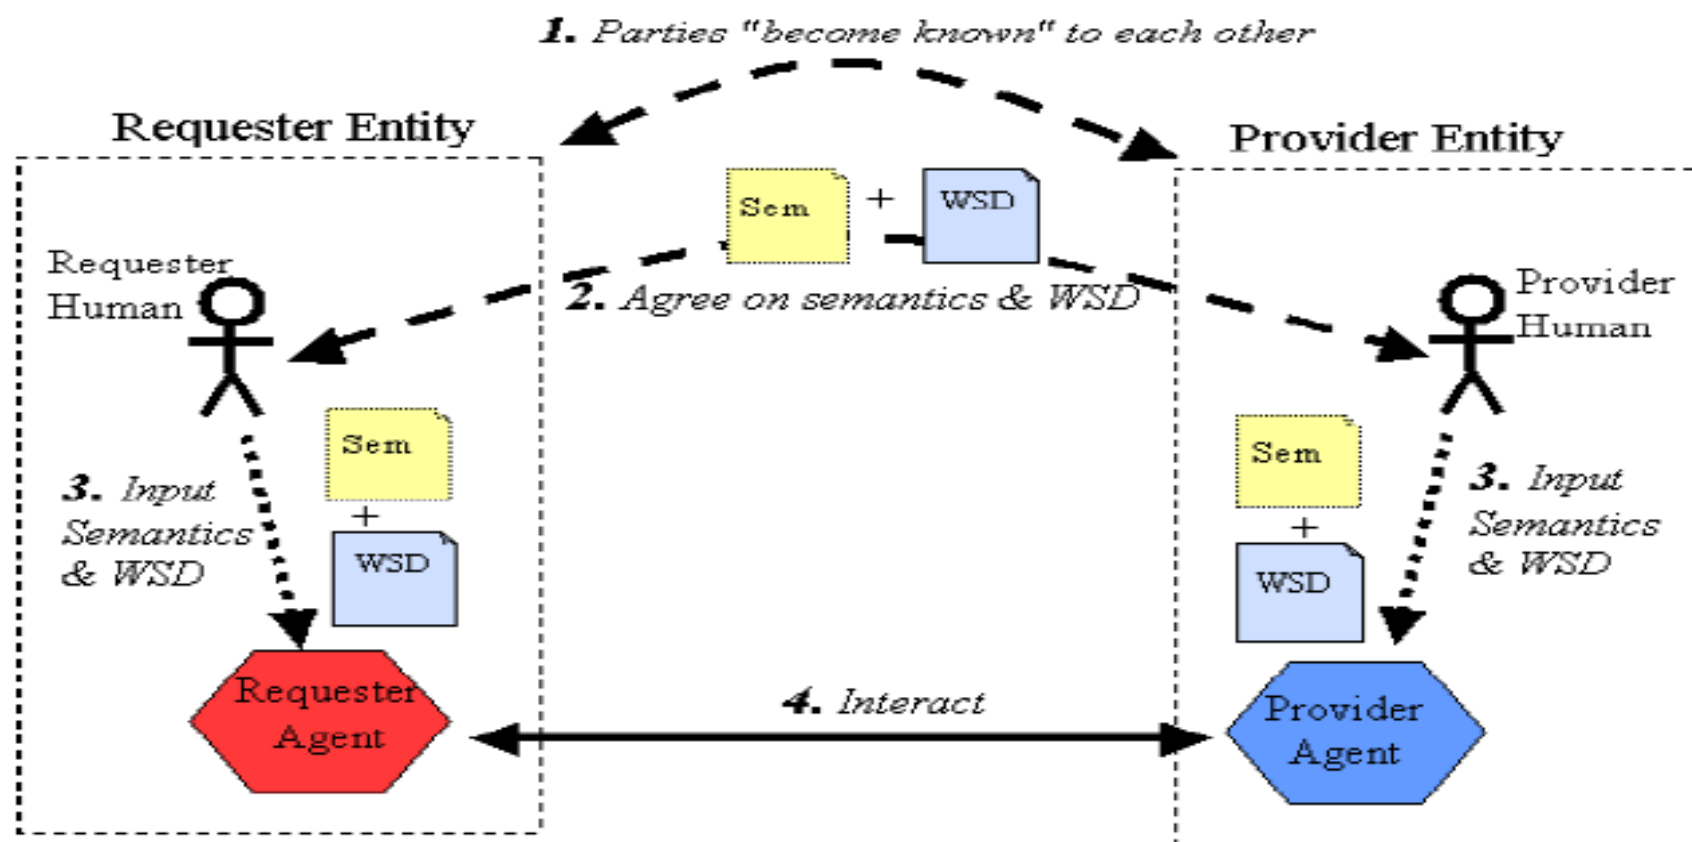 1. Parties "become known" to each other
Requester Entity
Provider Entity
Sem
+
WSD
Requester
Human
2. Agree on semantics & WSD
Provider
Human
Sem
+
WSD
3. Input
Semantics
& WSD
Sem
+
WSD
3. Input
Semantics
& WSD
Requester
Agent
4. Interact
Provider
Agent